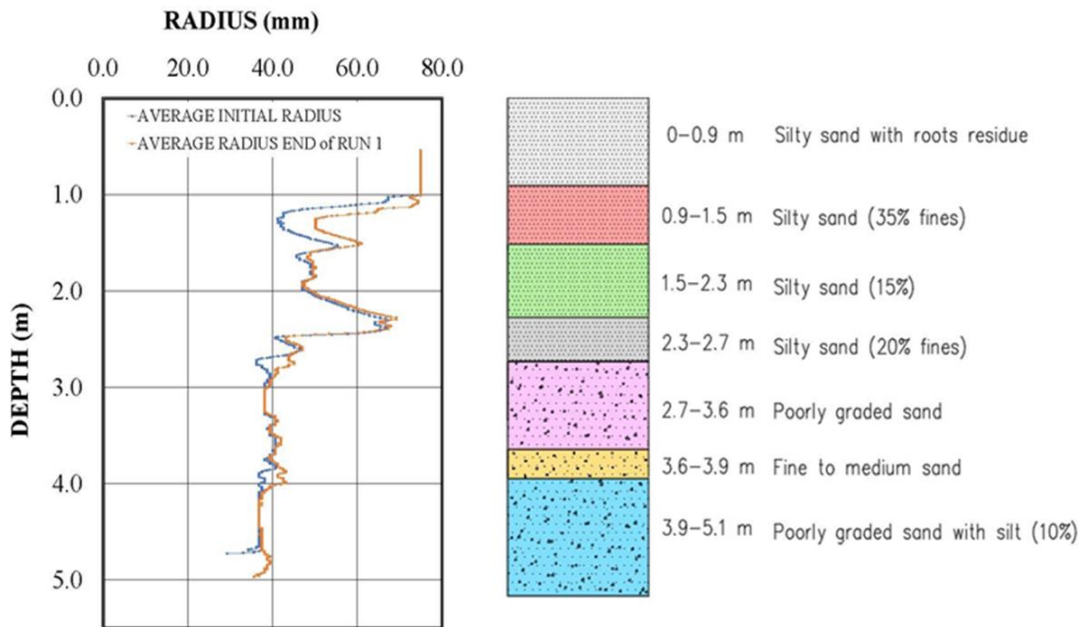 RADIUS (mm)
0.0 20.0 40.0 60.0 80.0
0.0
AVERAGE INITIAL RADIUS
AVERAGE RADIUS END of RUN 1
1.0
2.0
3.0
4.0
5.0
DEPTH (m)
0–0.9 m Silty sand with roots residue
0.9–1.5 m Silty sand (35% fines)
1.5–2.3 m Silty sand (15%)
2.3–2.7 m Silty sand (20% fines)
2.7–3.6 m Poorly graded sand
3.6–3.9 m Fine to medium sand
3.9–5.1 m Poorly graded sand with silt (10%)